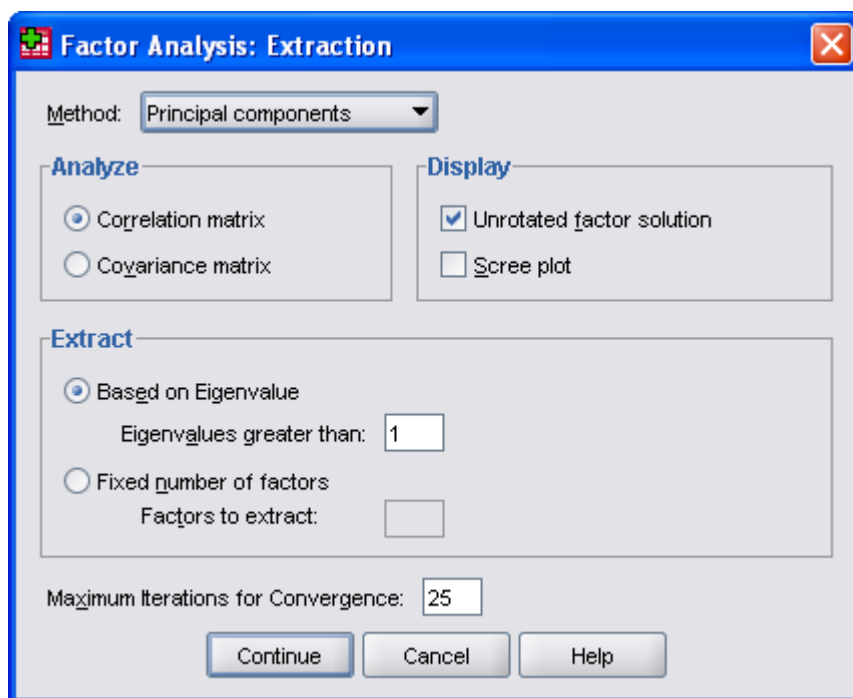 Factor Analysis: Extraction
Method: Principal components
Analyze
Correlation matrix
Covariance matrix
Display
Unrotated factor solution
Scree plot
Extract
Based on Eigenvalue
Eigenvalues greater than: 1
Fixed number of factors
Factors to extract:
Maximum Iterations for Convergence: 25
Continue Cancel Help